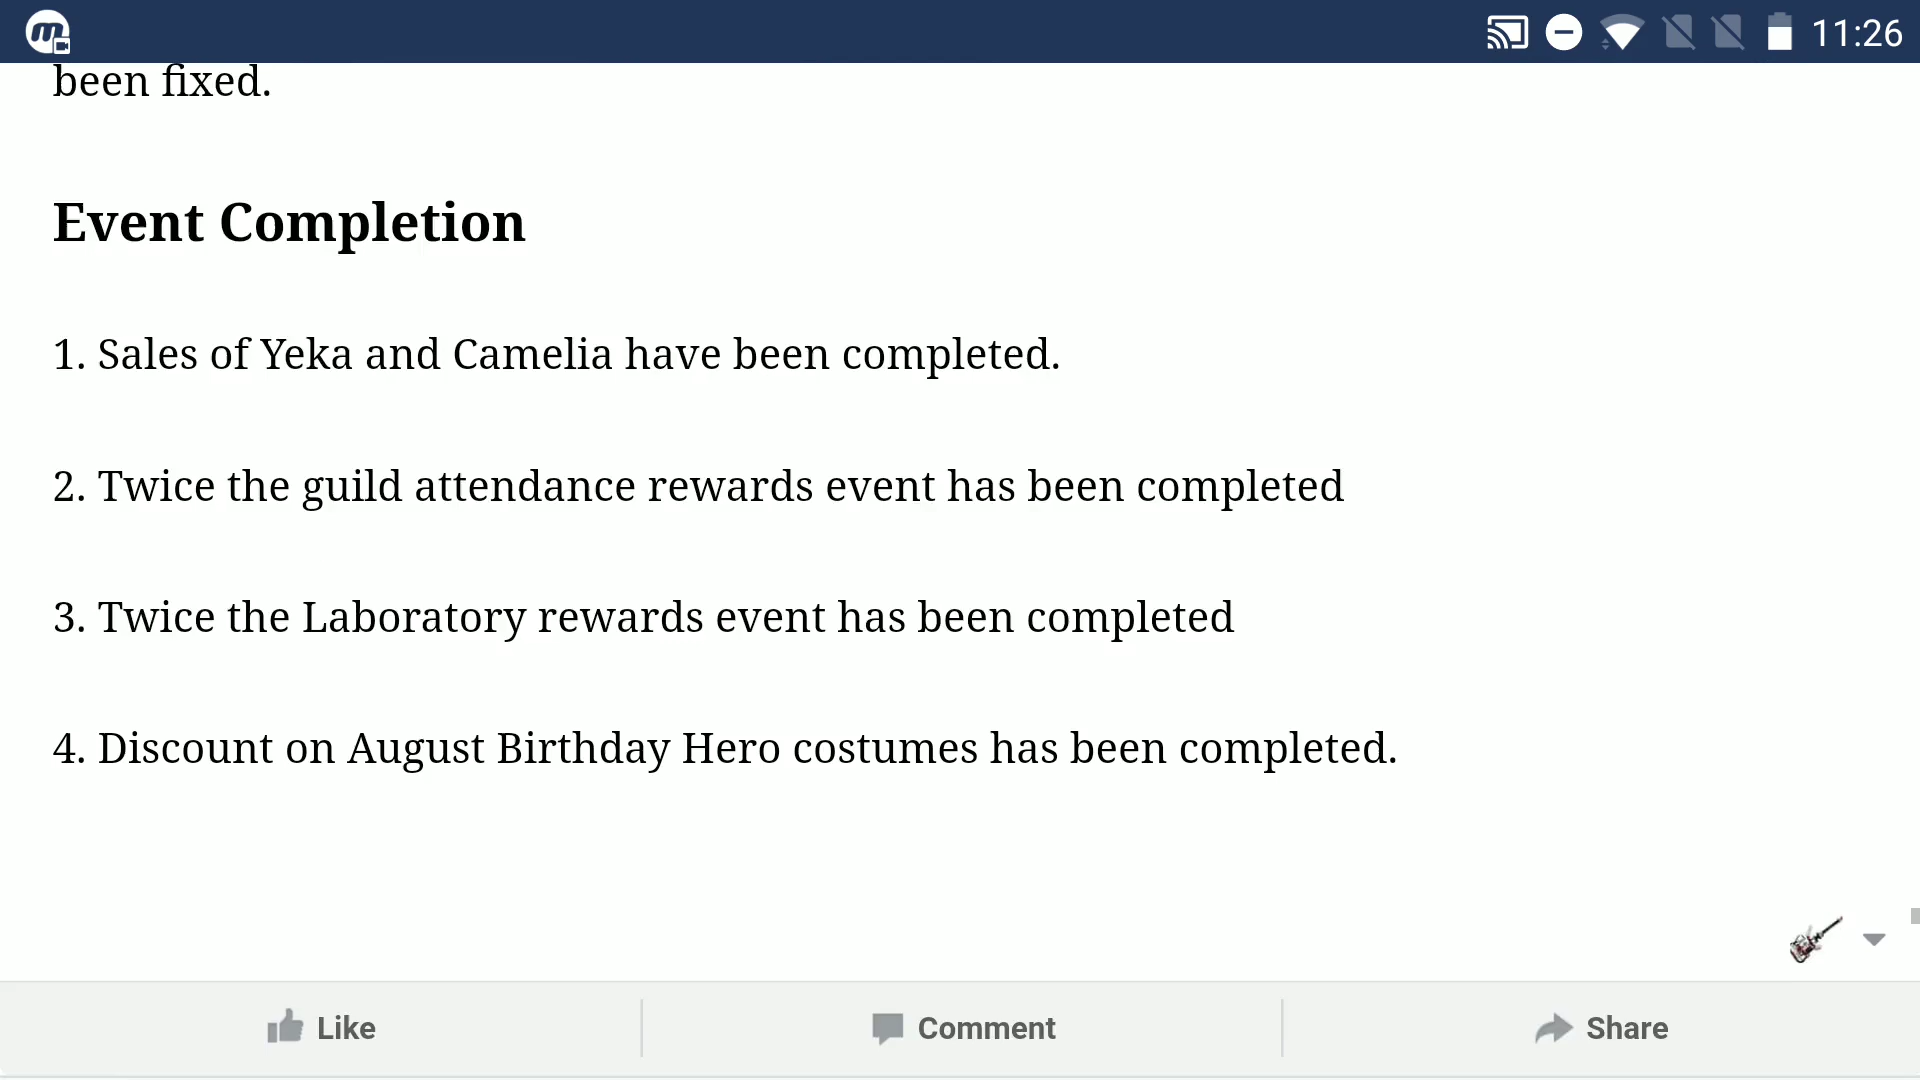 11:26
been fixed.
Event Completion
1. Sales of Yeka and Camelia have been completed.
2. Twice the guild attendance rewards event has been completed
3. Twice the Laboratory rewards event has been completed
4. Discount on August Birthday Hero costumes has been completed.
Like
Comment
Share